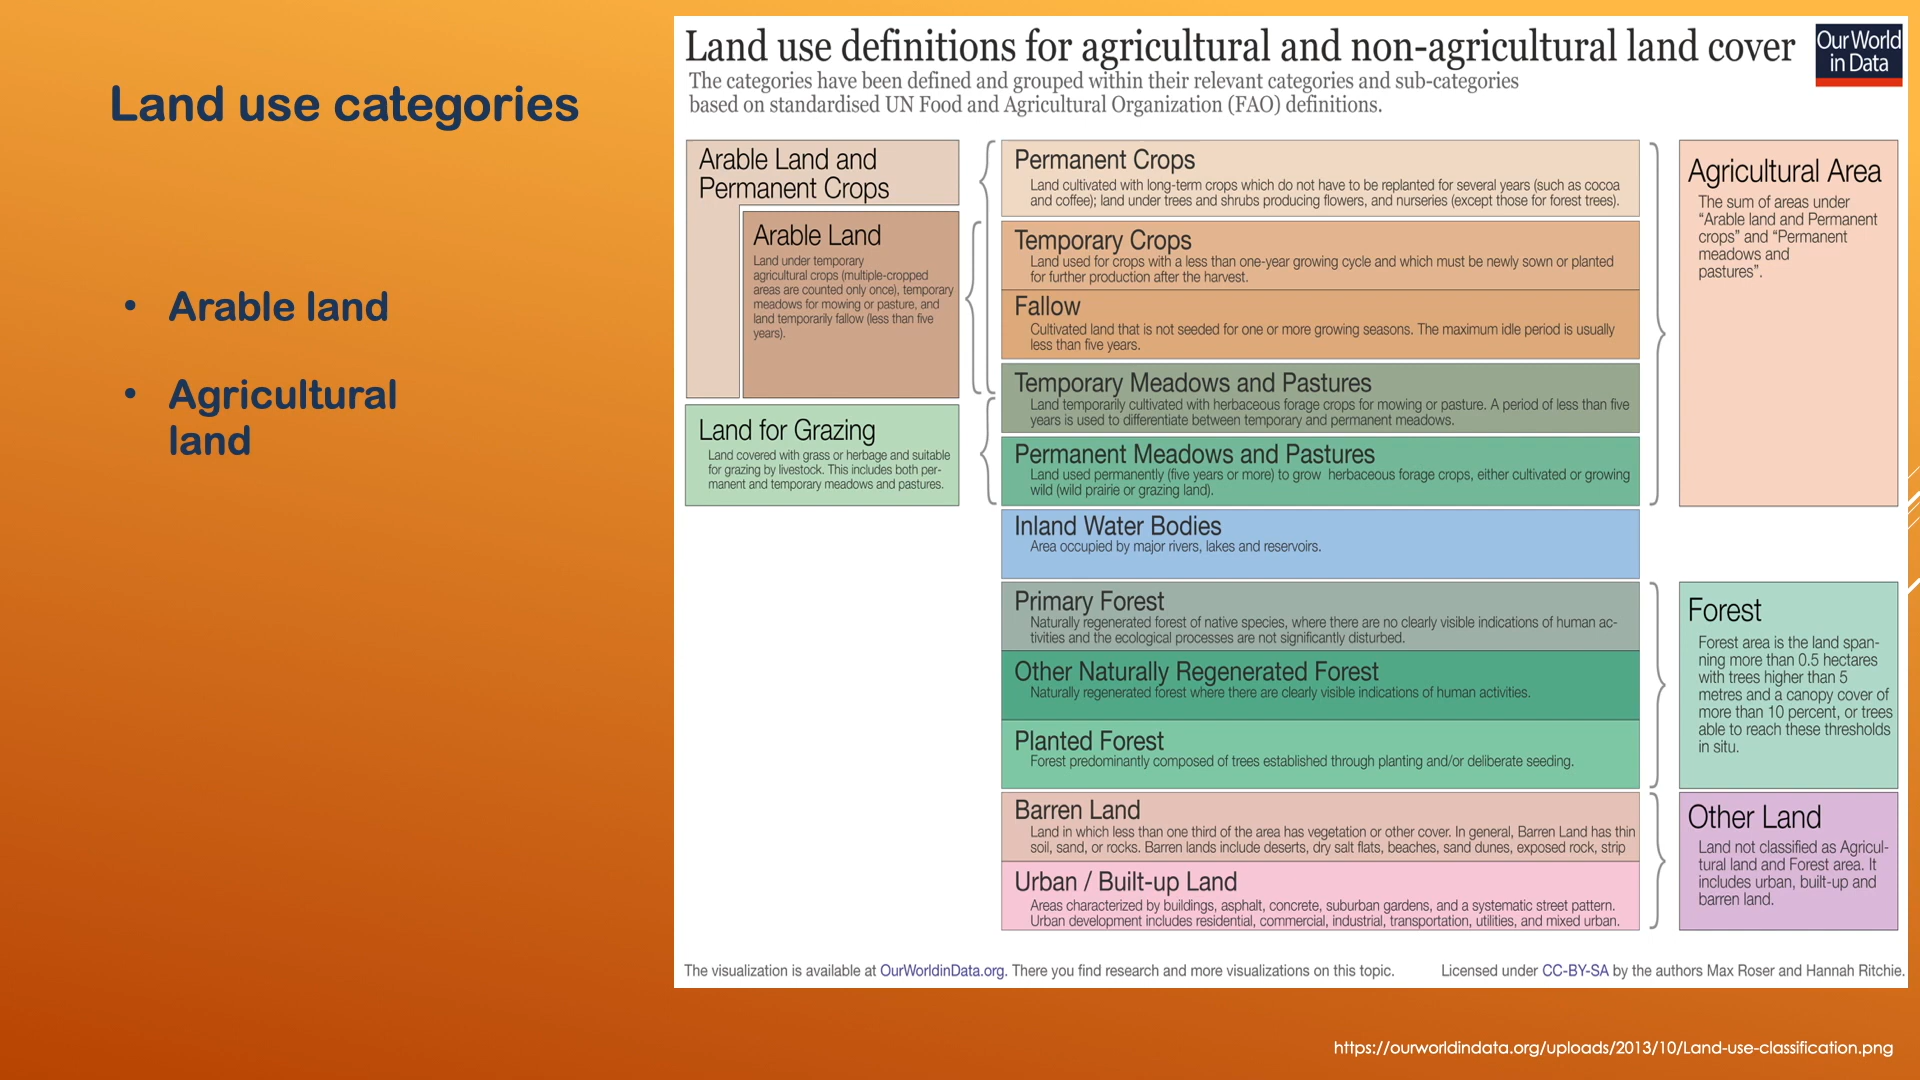 Land use categories
• Arable land
• Agricultural
land
Land use definitions for agricultural and non-agricultural land cover
The categories have been defined and grouped within their relevant categories and sub-categories
based on standardised UN Food and Agricultural Organization (FAO) definitions.
Our World
in Data
Arable Land and
Permanent Crops
Arable Land
Land under temporary
agricultural crops (multiple-cropped
areas are counted only once), temporary
meadows for mowing or pasture, and
land temporarily fallow (less than five
years).
Land for Grazing
Land covered with grass or herbage and suitable
for grazing by livestock. This includes both per-
manent and temporary meadows and pastures.
Permanent Crops
Land cultivated with long-term crops which do not have to be replanted for several years (such as cocoa
and coffee); land under trees and shrubs producing flowers, and nurseries (except those for forest trees).
Temporary Crops
Land used for crops with a less than one-year growing cycle and which must be newly sown or planted
for further production after the harvest.
Fallow
Cultivated land that is not seeded for one or more growing seasons. The maximum idle period is usually
less than five years.
Temporary Meadows and Pastures
Land temporarily cultivated with herbaceous forage crops for mowing or pasture. A period of less than five
years is used to differentiate between temporary and permanent meadows.
Permanent Meadows and Pastures
Land used permanently (five years or more) to grow herbaceous forage crops, either cultivated or growing
wild (wild prairie or grazing land).
Inland Water Bodies
Area occupied by major rivers, lakes and reservoirs.
Primary Forest
Naturally regenerated forest of native species, where there are no clearly visible indications of human ac-
tivities and the ecological processes are not significantly disturbed.
Other Naturally Regenerated Forest
Naturally regenerated forest where there are clearly visible indications of human activities.
Planted Forest
Forest predominantly composed of trees established through planting and/or deliberate seeding.
Barren Land
Land in which less than one third of the area has vegetation or other cover. In general, Barren Land has thin
soil, sand, or rocks. Barren lands include deserts, dry salt flats, beaches, sand dunes, exposed rock, strip
Urban / Built-up Land
Areas characterized by buildings, asphalt, concrete, suburban gardens, and a systematic street pattern.
Urban development includes residential, commercial, industrial, transportation, utilities, and mixed urban.
Agricultural Area
The sum of areas under
“Arable land and Permanent
crops” and “Permanent
meadows and
pastures”.
Forest
Forest area is the land span-
ning more than 0.5 hectares
with trees higher than 5
metres and a canopy cover of
more than 10 percent, or trees
able to reach these thresholds
in situ.
Other Land
Land not classified as Agricul-
tural land and Forest area. It
includes urban, built-up and
barren land.
The visualization is available at OurWorldinData.org. There you find research and more visualizations on this topic.
Licensed under CC-BY-SA by the authors Max Roser and Hannah Ritchie.
https://ourworldindata.org/uploads/2013/10/Land-use-classification.png